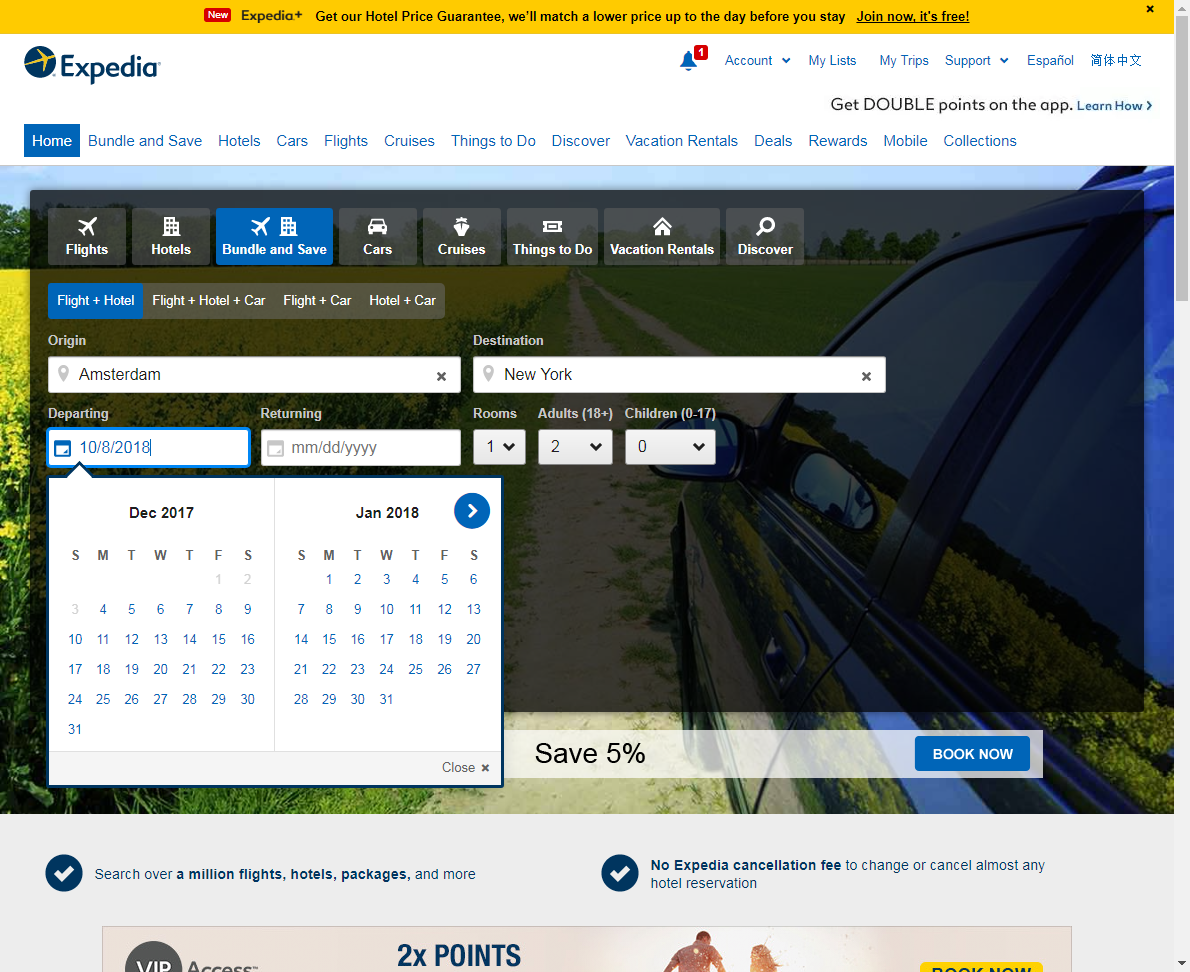 New Expedia+ Get our Hotel Price Guarantee, we'll match a lower price up to the day before you stay Join now, it's free!
Expedia
1 Account My Lists My Trips Support Español 简体中文
Get DOUBLE points on the app. Learn How
Home Bundle and Save Hotels Cars Flights Cruises Things to Do Discover Vacation Rentals Deals Rewards Mobile Collections
Flights Hotels Bundle and Save Cars Cruises Things to Do Vacation Rentals Discover
Flight + Hotel Flight + Hotel + Car Flight + Car Hotel + Car
Origin Destination
Amsterdam New York
Departing Returning Rooms Adults (18+) Children (0-17)
10/8/2018 mm/dd/yyyy 1 2 0
Dec 2017 Jan 2018
S M T W T F S S M T W T F S
1 2 1 2 3 4 5 6
3 4 5 6 7 8 9 7 8 9 10 11 12 13
10 11 12 13 14 15 16 14 15 16 17 18 19 20
17 18 19 20 21 22 23 21 22 23 24 25 26 27
24 25 26 27 28 29 30 28 29 30 31
31
Save 5% BOOK NOW
Close
Search over a million flights, hotels, packages, and more
No Expedia cancellation fee to change or cancel almost any
hotel reservation
2x POINTS
VIP Access BOOK NOW